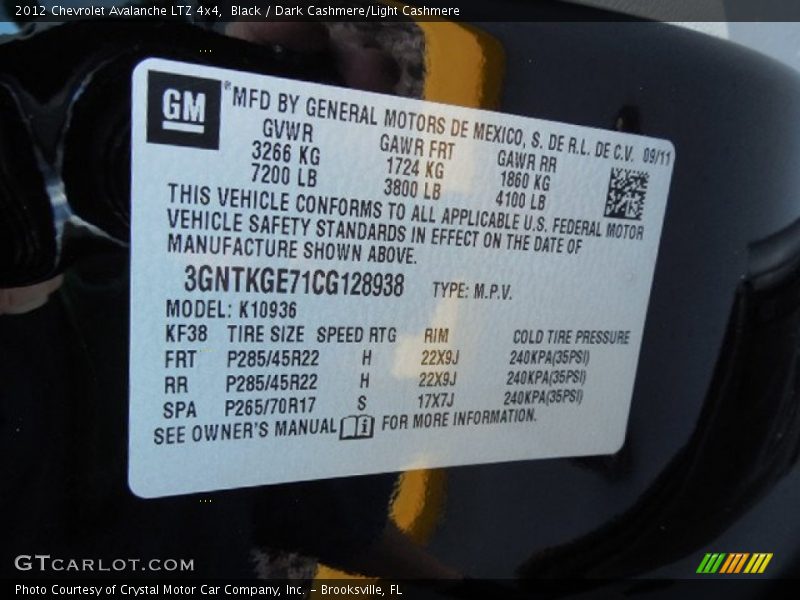 2012 Chevrolet Avalanche LTZ 4x4, Black / Dark Cashmere/Light Cashmere
GM ® MFD BY GENERAL MOTORS DE MEXICO, S. DE R.L. DE C.V. 09/11
GVWR GAWR FRT GAWR RR
3266 KG 1724 KG 1860 KG
7200 LB 3800 LB 4100 LB
THIS VEHICLE CONFORMS TO ALL APPLICABLE U.S. FEDERAL MOTOR
VEHICLE SAFETY STANDARDS IN EFFECT ON THE DATE OF
MANUFACTURE SHOWN ABOVE.
3GNTKGE71CG128938 TYPE: M.P.V.
MODEL: K10936
KF38 TIRE SIZE SPEED RTG RIM COLD TIRE PRESSURE
FRT P285/45R22 H 22X9J 240KPA(35PSI)
RR P285/45R22 H 22X9J 240KPA(35PSI)
SPA P265/70R17 S 17X7J 240KPA(35PSI)
SEE OWNER'S MANUAL i FOR MORE INFORMATION.
GTCARLOT.COM
Photo Courtesy of Crystal Motor Car Company, Inc. – Brooksville, FL